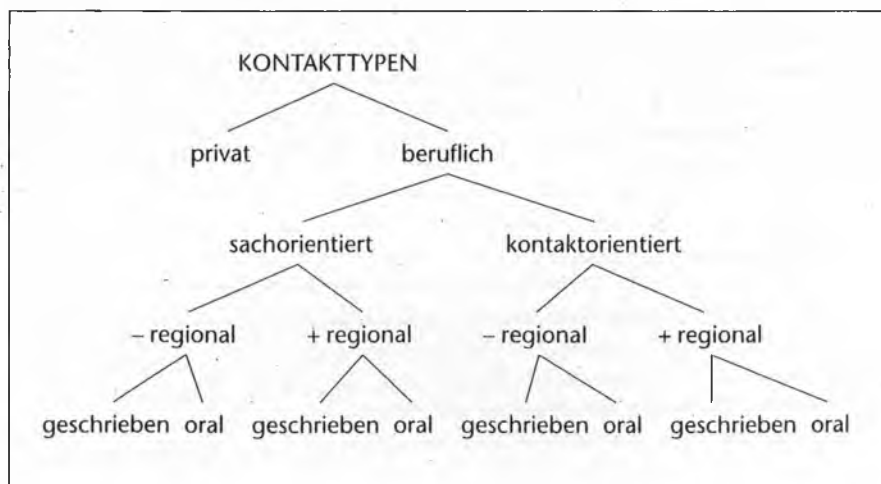 KONTAKTTYPEN
privat beruflich
sachorientiert kontaktorientiert
– regional + regional – regional + regional
geschrieben oral geschrieben oral geschrieben oral geschrieben oral